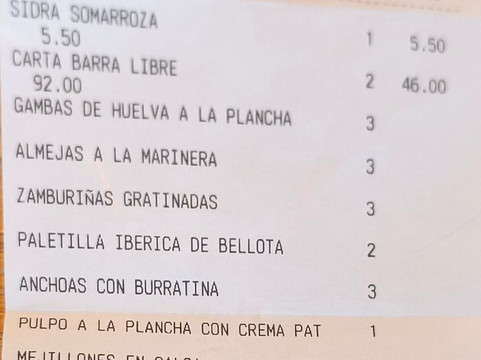 SIDRA SOMARROZA
5.50 1 5.50
CARTA BARRA LIBRE
92.00 2 46.00
GAMBAS DE HUELVA A LA PLANCHA 3
ALMEJAS A LA MARINERA 3
ZAMBURIÑAS GRATINADAS 3
PALETILLA IBERICA DE BELLOTA 2
ANCHOAS CON BURRATINA 3
PULPO A LA PLANCHA CON CREMA PAT 1
MEJILLONES EN